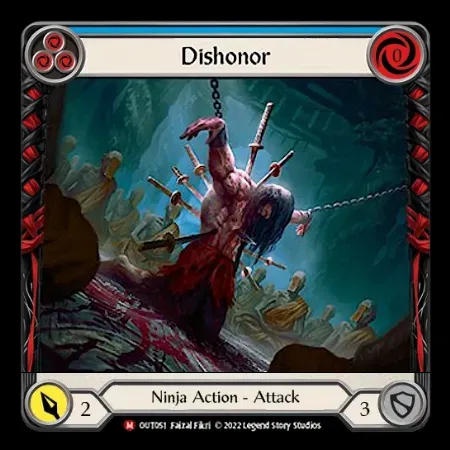 Dishonor
0
Ninja Action - Attack
2
3
M OUT051 Faizal Fikri © 2022 Legend Story Studios